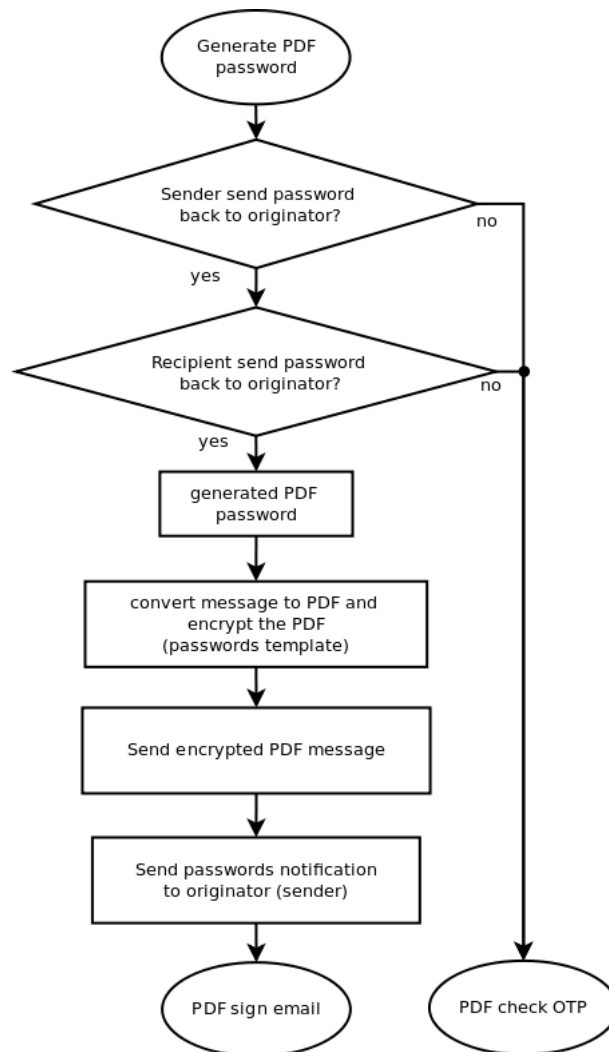 Generate PDF
password
Sender send password
back to originator?
no
yes
Recipient send password
back to originator?
no
yes
generated PDF
password
convert message to PDF and
encrypt the PDF
(passwords template)
Send encrypted PDF message
Send passwords notification
to originator (sender)
PDF sign email
PDF check OTP